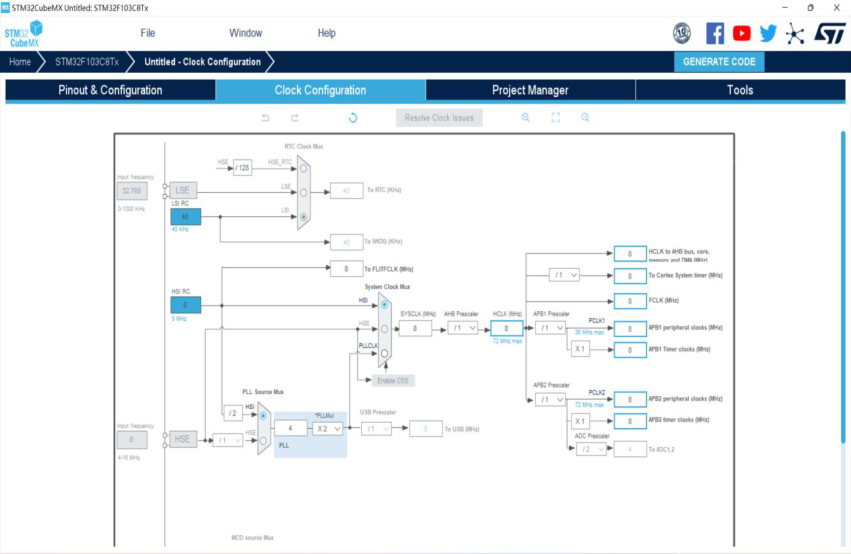 STM32CubeMX Untitled: STM32F103C8Tx
STM32
CubeMX
File
Window
Help
Home
STM32F103C8Tx
Untitled - Clock Configuration
GENERATE CODE
Pinout & Configuration
Clock Configuration
Project Manager
Tools
Resolve Clock Issues
RTC Clock Mux
HSE
/ 128
HSE_RTC
Input frequency
32.768
0-1000 KHz
LSE
LSE
40
To RTC (KHz)
LSI RC
40
40 KHz
LSI
40
To IWDG (KHz)
8
To FLITFCLK (MHz)
System Clock Mux
HSI RC
8
8 MHz
HSI
HSE
PLLCLK
SYSCLK (MHz)
8
AHB Prescaler
/ 1
HCLK (MHz)
8
72 MHz max
8
HCLK to AHB bus, core,
memory and DMA (MHz)
/ 1
8
To Cortex System timer (MHz)
8
FCLK (MHz)
APB1 Prescaler
/ 1
PCLK1
36 MHz max
8
APB1 peripheral clocks (MHz)
X 1
8
APB1 Timer clocks (MHz)
Enable CSS
PLL Source Mux
HSI
/ 2
HSE
Input frequency
8
4-16 MHz
HSE
/ 1
4
*PLLMul
X 2
PLL
USB Prescaler
/ 1
8
To USB (MHz)
APB2 Prescaler
/ 1
PCLK2
72 MHz max
8
APB2 peripheral clocks (MHz)
X 1
8
APB2 timer clocks (MHz)
ADC Prescaler
/ 2
4
To ADC1,2
MCO source Mux